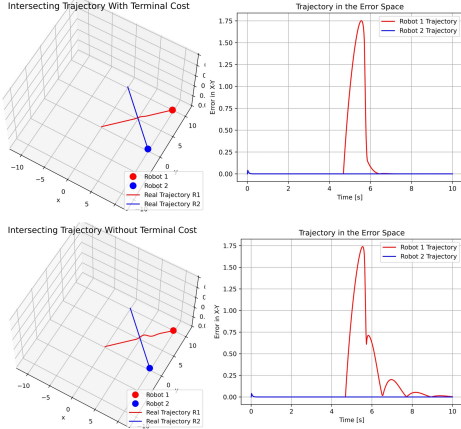 Intersecting Trajectory With Terminal Cost
−10
−5
0
5
x
0
5
10
Robot 1
Robot 2
Real Trajectory R1
Real Trajectory R2
Trajectory in the Error Space
Error in X-Y
1.75
1.50
1.25
1.00
0.75
0.50
0.25
0.00
0
2
4
6
8
10
Time [s]
Robot 1 Trajectory
Robot 2 Trajectory
Intersecting Trajectory Without Terminal Cost
−10
−5
0
5
x
0
5
10
Robot 1
Robot 2
Real Trajectory R1
Real Trajectory R2
Trajectory in the Error Space
Error in X-Y
1.75
1.50
1.25
1.00
0.75
0.50
0.25
0.00
0
2
4
6
8
10
Time [s]
Robot 1 Trajectory
Robot 2 Trajectory